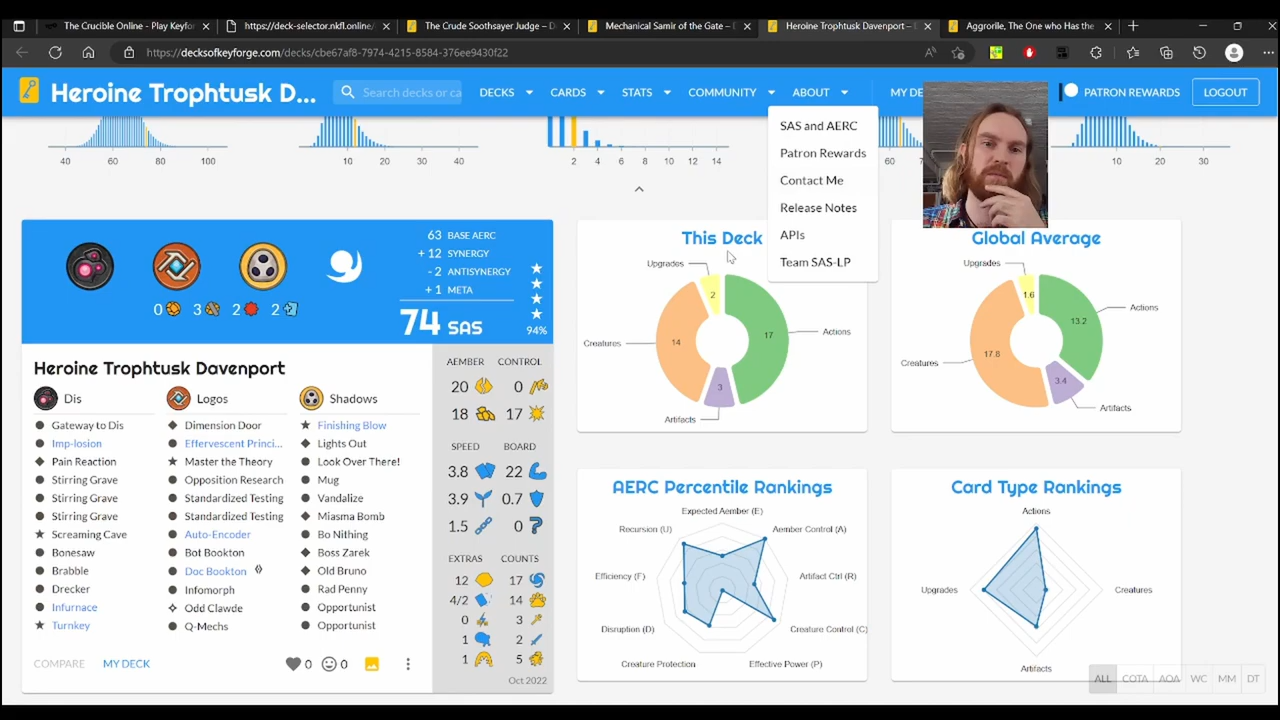 The Crucible Online - Play Keyfor
https://deck-selector.nkfl.online/
The Crude Soothsayer Judge – D
Mechanical Samir of the Gate –
Heroine Trophtusk Davenport –
Aggrorile, The One who Has the
https://decksofkeyforge.com/decks/cbe67af8-7974-4215-8584-376ee9430f22
Heroine Trophtusk D...
Search decks or ca
DECKS
CARDS
STATS
COMMUNITY
ABOUT
MY DE
PATRON REWARDS
LOGOUT
SAS and AERC
Patron Rewards
Contact Me
Release Notes
APIs
Team SAS-LP
40 60 80 100
10 20 30 40
2 4 6 8 10 12 14
60
10 20 30
63 BASE AERC
+ 12 SYNERGY
- 2 ANTISYNERGY
+ 1 META
74 SAS
94%
0 3 2 2
Heroine Trophtusk Davenport
Dis
Gateway to Dis
Imp-losion
Pain Reaction
Stirring Grave
Stirring Grave
Stirring Grave
Screaming Cave
Bonesaw
Brabble
Drecker
Infurnace
Turnkey
Logos
Dimension Door
Effervescent Princi...
Master the Theory
Opposition Research
Standardized Testing
Standardized Testing
Auto-Encoder
Bot Bookton
Doc Bookton
Infomorph
Odd Clawde
Q-Mechs
Shadows
Finishing Blow
Lights Out
Look Over There!
Mug
Vandalize
Miasma Bomb
Bo Nithing
Boss Zarek
Old Bruno
Rad Penny
Opportunist
Opportunist
AEMBER CONTROL
20 0
18 17
SPEED BOARD
3.8 22
3.9 0.7
1.5 0
EXTRAS COUNTS
12 17
4/2 14
0 3
1 2
1 5
Oct 2022
COMPARE
MY DECK
0
0
This Deck
Upgrades
2
17
Actions
Creatures
14
3
Artifacts
Global Average
Upgrades
1.6
13.2
Actions
Creatures
17.8
3.4
Artifacts
AERC Percentile Rankings
Expected Aember (E)
Recursion (U)
Aember Control (A)
Efficiency (F)
Artifact Ctrl (R)
Disruption (D)
Creature Control (C)
Creature Protection
Effective Power (P)
Card Type Rankings
Actions
Upgrades
Creatures
Artifacts
ALL
COTA
AOA
WC
MM
DT